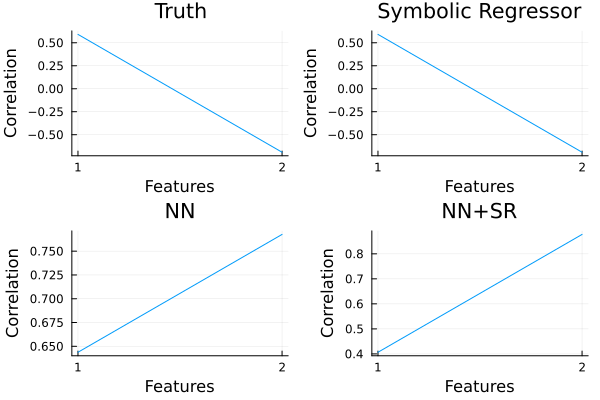 Truth
Correlation
0.50
0.25
0.00
−0.25
−0.50
1
2
Features
Symbolic Regressor
Correlation
0.50
0.25
0.00
−0.25
−0.50
1
2
Features
NN
Correlation
0.750
0.725
0.700
0.675
0.650
1
2
Features
NN+SR
Correlation
0.8
0.7
0.6
0.5
0.4
1
2
Features